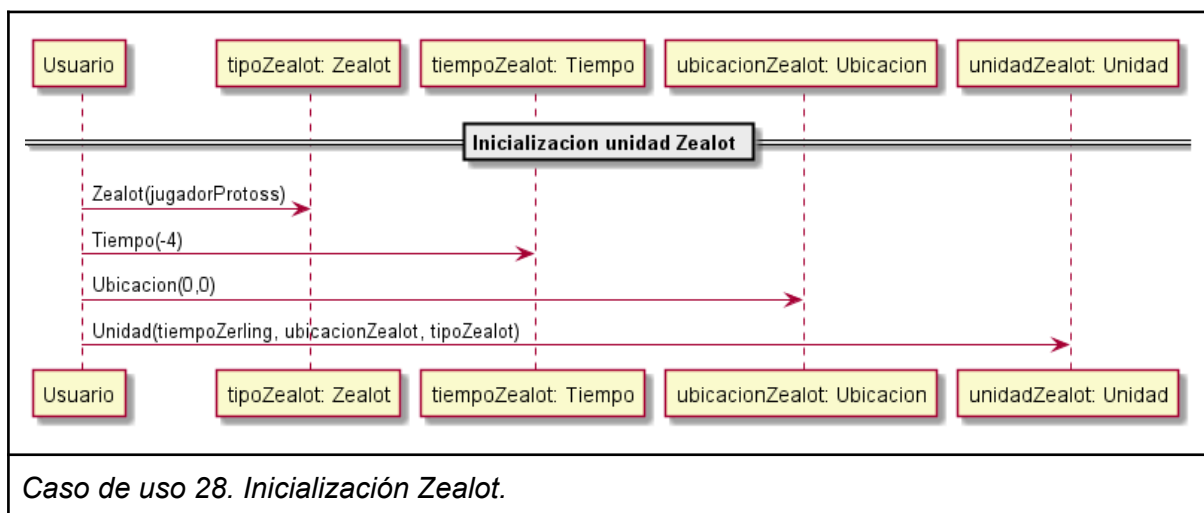 Usuario tipoZealot: Zealot tiempoZealot: Tiempo ubicacionZealot: Ubicacion unidadZealot: Unidad
Inicializacion unidad Zealot
Zealot(jugadorProtoss)
Tiempo(-4)
Ubicacion(0,0)
Unidad(tiempoZerling, ubicacionZealot, tipoZealot)
Usuario tipoZealot: Zealot tiempoZealot: Tiempo ubicacionZealot: Ubicacion unidadZealot: Unidad
Caso de uso 28. Inicialización Zealot.